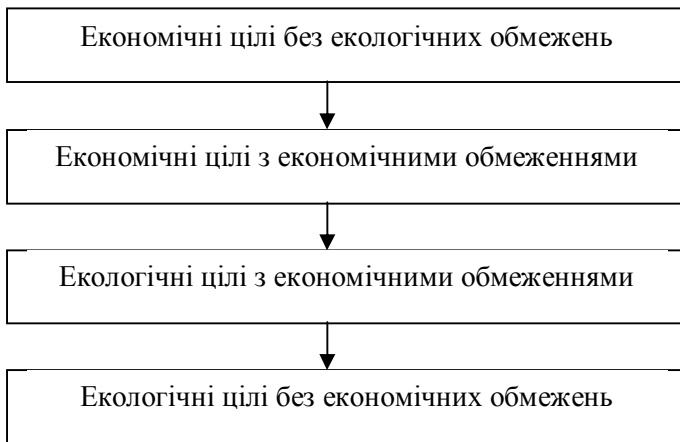 Економічні цілі без екологічних обмежень
Економічні цілі з економічними обмеженнями
Екологічні цілі з економічними обмеженнями
Екологічні цілі без економічних обмежень